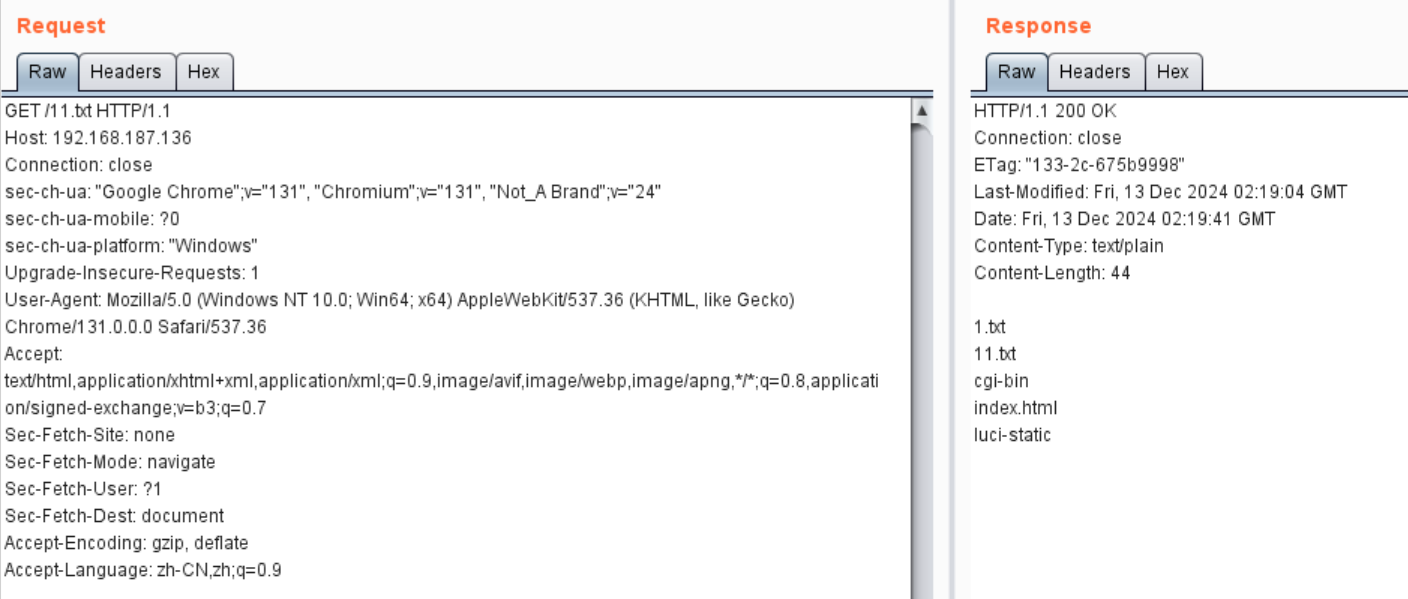 Request
Raw Headers Hex
GET /11.txt HTTP/1.1
Host: 192.168.187.136
Connection: close
sec-ch-ua: "Google Chrome";v="131", "Chromium";v="131", "Not_A Brand";v="24"
sec-ch-ua-mobile: ?0
sec-ch-ua-platform: "Windows"
Upgrade-Insecure-Requests: 1
User-Agent: Mozilla/5.0 (Windows NT 10.0; Win64; x64) AppleWebKit/537.36 (KHTML, like Gecko)
Chrome/131.0.0.0 Safari/537.36
Accept:
text/html,application/xhtml+xml,application/xml;q=0.9,image/avif,image/webp,image/apng,*/*;q=0.8,applicati
on/signed-exchange;v=b3;q=0.7
Sec-Fetch-Site: none
Sec-Fetch-Mode: navigate
Sec-Fetch-User: ?1
Sec-Fetch-Dest: document
Accept-Encoding: gzip, deflate
Accept-Language: zh-CN,zh;q=0.9
Response
Raw Headers Hex
HTTP/1.1 200 OK
Connection: close
ETag: "133-2c-675b9998"
Last-Modified: Fri, 13 Dec 2024 02:19:04 GMT
Date: Fri, 13 Dec 2024 02:19:41 GMT
Content-Type: text/plain
Content-Length: 44
1.txt
11.txt
cgi-bin
index.html
luci-static